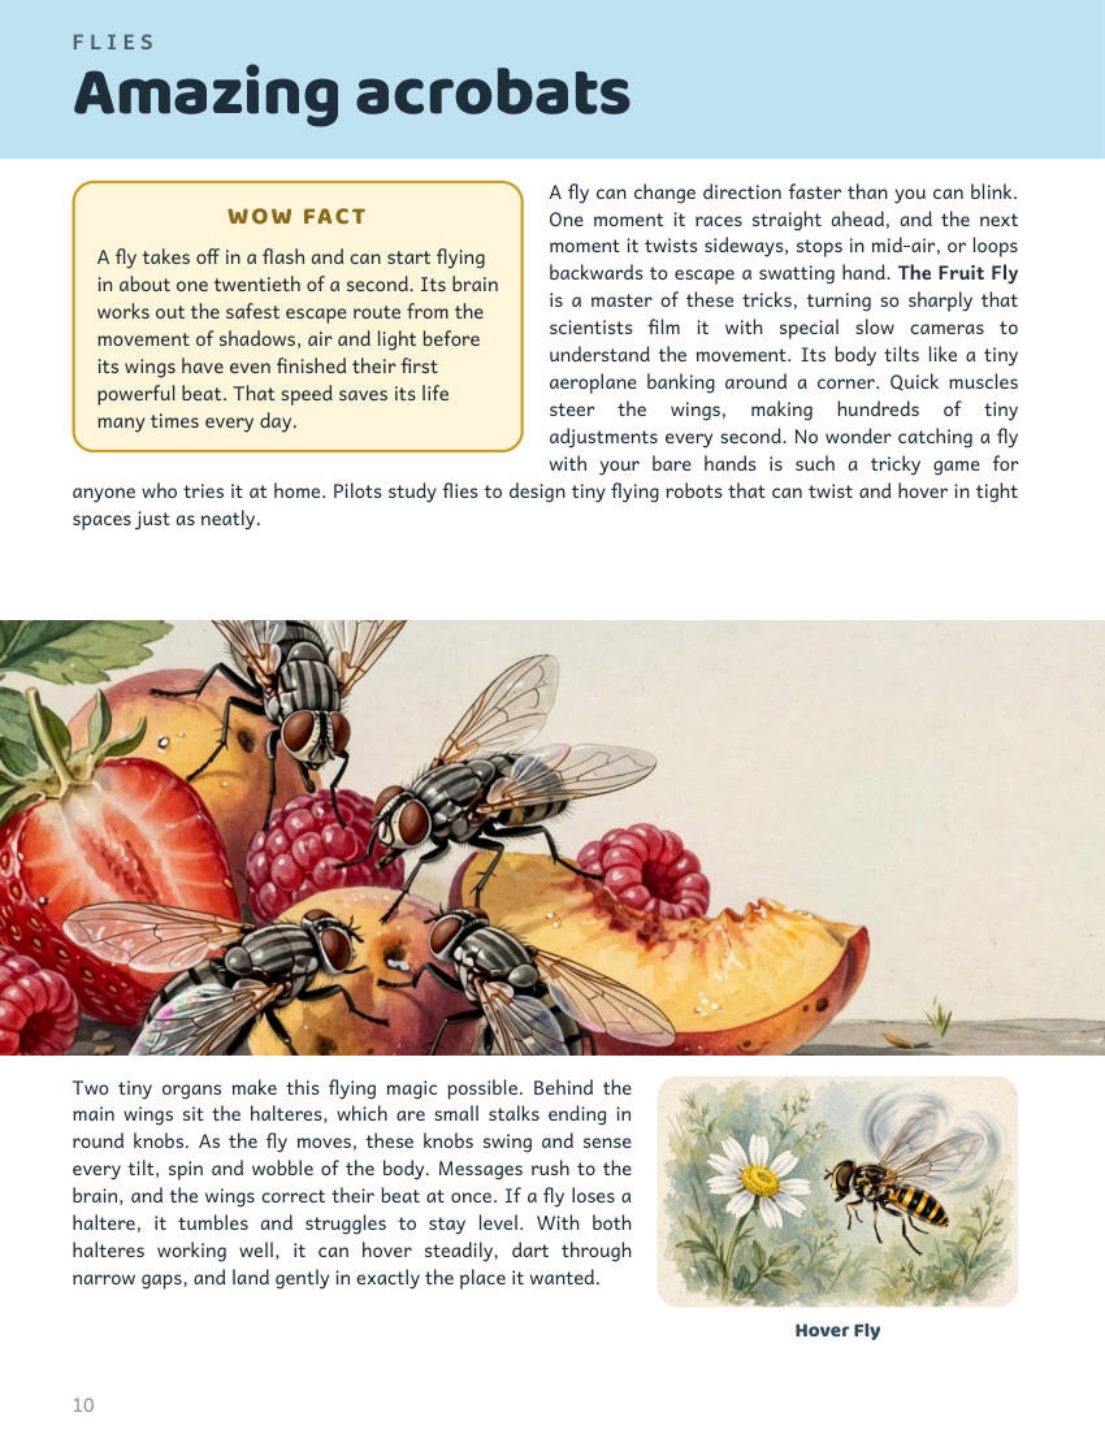 FLIES
Amazing acrobats
WOW FACT
A fly takes off in a flash and can start flying
in about one twentieth of a second. Its brain
works out the safest escape route from the
movement of shadows, air and light before
its wings have even finished their first
powerful beat. That speed saves its life
many times every day.
A fly can change direction faster than you can blink.
One moment it races straight ahead, and the next
moment it twists sideways, stops in mid-air, or loops
backwards to escape a swatting hand. The Fruit Fly
is a master of these tricks, turning so sharply that
scientists film it with special slow cameras to
understand the movement. Its body tilts like a tiny
aeroplane banking around a corner. Quick muscles
steer the wings, making hundreds of tiny
adjustments every second. No wonder catching a fly
with your bare hands is such a tricky game for
anyone who tries it at home. Pilots study flies to design tiny flying robots that can twist and hover in tight
spaces just as neatly.
Two tiny organs make this flying magic possible. Behind the
main wings sit the halteres, which are small stalks ending in
round knobs. As the fly moves, these knobs swing and sense
every tilt, spin and wobble of the body. Messages rush to the
brain, and the wings correct their beat at once. If a fly loses a
haltere, it tumbles and struggles to stay level. With both
halteres working well, it can hover steadily, dart through
narrow gaps, and land gently in exactly the place it wanted.
Hover Fly
10